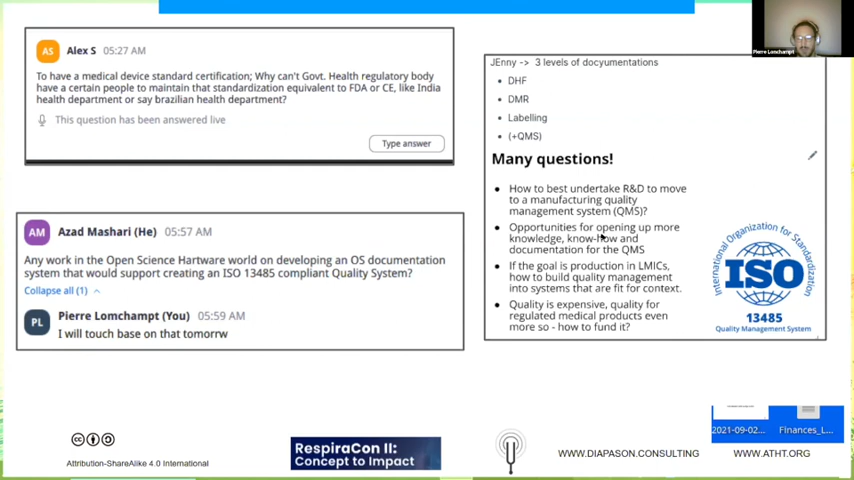 Pierre Lomchampt
AS
Alex S 05:27 AM
To have a medical device standard certification; Why can't Govt. Health regulatory body
have a certain people to maintain that standardization equivalent to FDA or CE, like India
health department or say brazilian health department?
This question has been answered live
Type answer
AM
Azad Mashari (He) 05:57 AM
Any work in the Open Science Hartware world on developing an OS documentation
system that would support creating an ISO 13485 compliant Quality System?
Collapse all (1)
PL
Pierre Lomchampt (You) 05:59 AM
I will touch base on that tomorrw
JEnny -> 3 levels of docyumentations
• DHF
• DMR
• Labelling
• (+QMS)
Many questions!
• How to best undertake R&D to move
to a manufacturing quality
management system (QMS)?
• Opportunities for opening up more
knowledge, know-how and
documentation for the QMS
• If the goal is production in LMICs,
how to build quality management
into systems that are fit for context.
• Quality is expensive, quality for
regulated medical products even
more so - how to fund it?
International Organization for Standardization
ISO
13485
Quality Management System
2021-09-02...
Finances_L...
cc
Attribution-ShareAlike 4.0 International
RespiraCon II:
Concept to Impact
WWW.DIAPASON.CONSULTING
WWW.ATHT.ORG